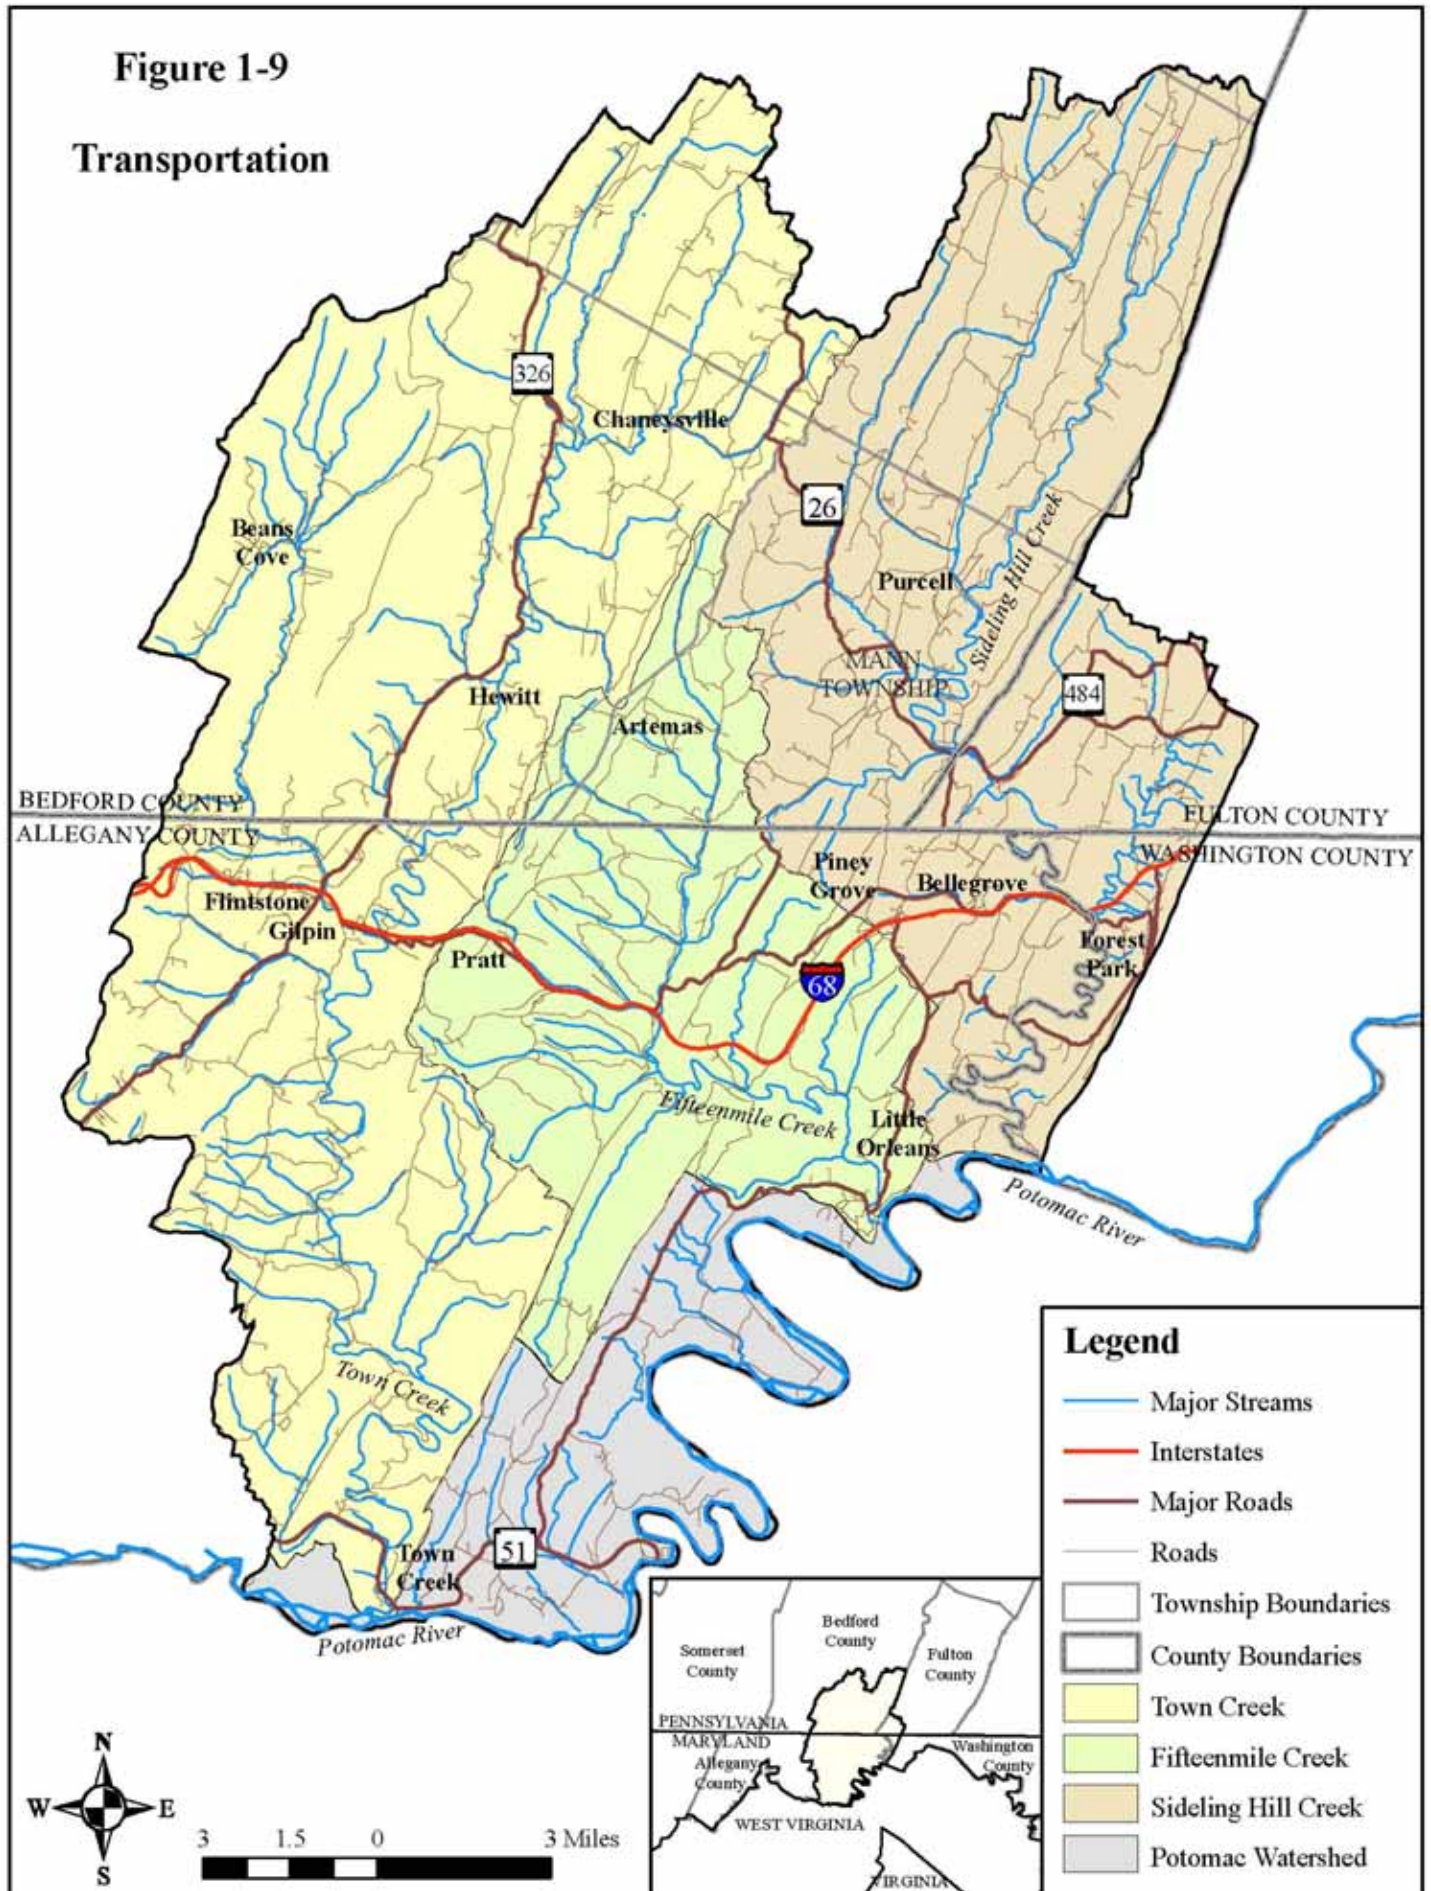 Figure 1-9
Transportation
326
Chaneysville
26
Beans
Cove
Purcell
Sideling Hill Creek
MANN
TOWNSHIP
484
Hewitt
Artemas
BEDFORD COUNTY
ALLEGANY COUNTY
FULTON COUNTY
WASHINGTON COUNTY
Piney
Grove
Bellegrove
Flintstone
Gilpin
Pratt
Forest
Park
68
Fifteenmile Creek
Little
Orleans
Potomac River
Town Creek
51
Town
Creek
Potomac River
Legend
Major Streams
Interstates
Major Roads
Roads
Township Boundaries
County Boundaries
Town Creek
Fifteenmile Creek
Sideling Hill Creek
Potomac Watershed
Somerset
County
Bedford
County
Fulton
County
PENNSYLVANIA
MARYLAND
Allegany
County
Washington
County
WEST VIRGINIA
VIRGINIA
N
W
E
S
3 1.5 0 3 Miles